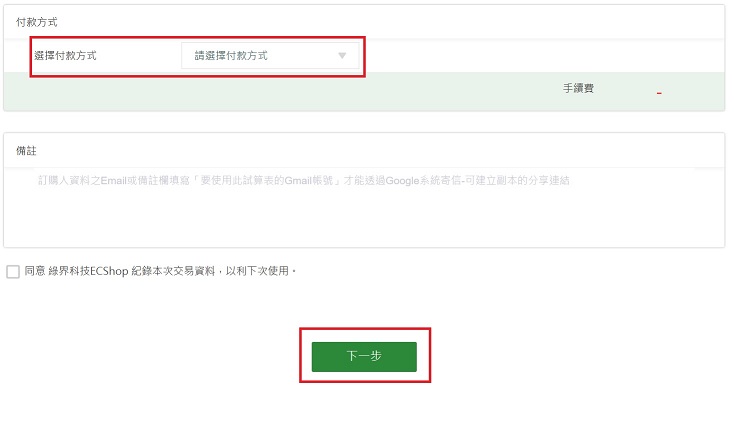 付款方式
選擇付款方式 請選擇付款方式
手續費 -
備註
訂購人資料之Email或備註欄填寫「要使用此試算表的Gmail帳號」才能透過Google系統寄信-可建立副本的分享連結
同意 綠界科技ECShop 紀錄本次交易資料，以利下次使用。
下一步